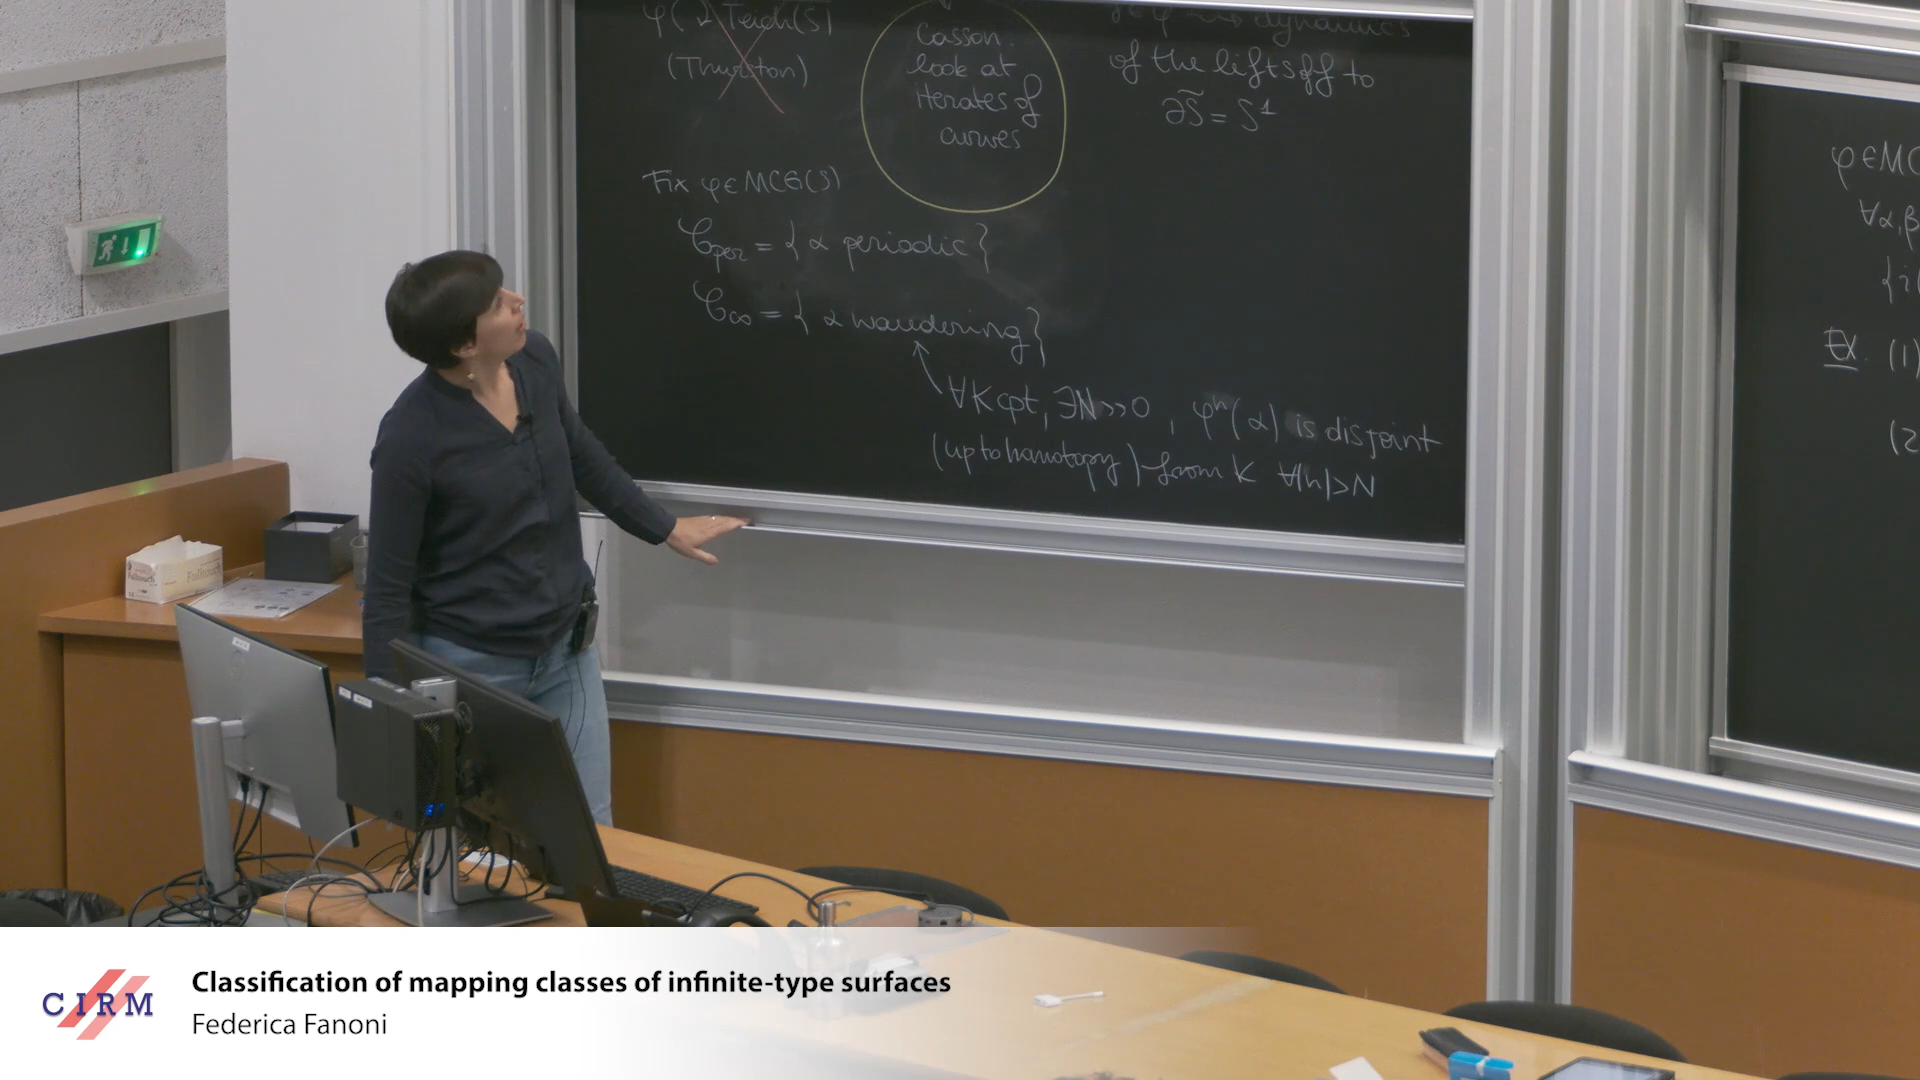 φ( ↷ Teich(S)
(Thurston)
Casson:
look at
iterates of
curves
dynamics
of the lifts of f to
∂S̃ = S¹
Fix φ ∈ MCG(S)
𝒞per = { α periodic }
𝒞∞ = { α wandering }
∀K cpt, ∃N>>0, φⁿ(α) is disjoint
(up to homotopy) from K ∀|n|>N
φ ∈ MC
∀α, β
{i(
Ex. (1)
(2
CIRM
Classification of mapping classes of infinite-type surfaces
Federica Fanoni